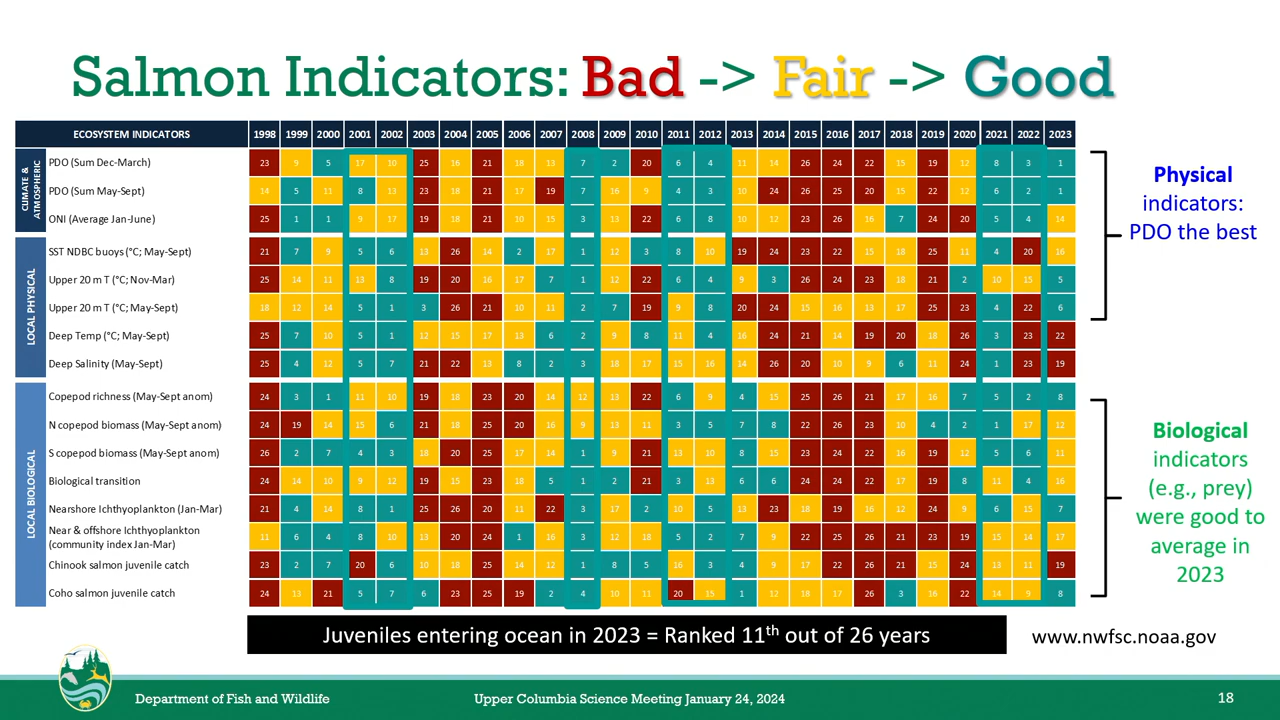 Salmon Indicators: Bad -> Fair -> Good
ECOSYSTEM INDICATORS 1998 1999 2000 2001 2002 2003 2004 2005 2006 2007 2008 2009 2010 2011 2012 2013 2014 2015 2016 2017 2018 2019 2020 2021 2022 2023
CLIMATE & ATMOSPHERIC
PDO (Sum Dec-March) 23 9 5 17 10 25 16 21 18 13 7 2 20 6 4 11 14 26 24 22 15 19 12 8 3 1
PDO (Sum May-Sept) 14 5 11 8 13 23 18 21 17 19 7 16 9 4 3 10 24 26 25 20 15 22 12 6 2 1
ONI (Average Jan-June) 25 1 1 9 17 19 18 21 10 15 3 13 22 6 8 10 12 23 26 16 7 24 20 5 4 14
LOCAL PHYSICAL
SST NDBC buoys (°C; May-Sept) 21 7 9 5 6 13 26 14 2 17 1 12 3 8 10 19 24 23 22 15 18 25 11 4 20 16
Upper 20 m T (°C; Nov-Mar) 25 14 11 13 8 19 20 16 17 7 1 12 22 6 4 9 3 26 24 23 18 21 2 10 15 5
Upper 20 m T (°C; May-Sept) 18 12 14 5 1 3 26 21 10 11 2 7 19 9 8 20 24 15 16 13 17 25 23 4 22 6
Deep Temp (°C; May-Sept) 25 7 10 5 1 12 15 17 13 6 2 9 8 11 4 16 24 21 14 19 20 18 26 3 23 22
Deep Salinity (May-Sept) 25 4 12 5 7 21 22 13 8 2 3 18 17 15 16 14 26 20 10 9 6 11 24 1 23 19
LOCAL BIOLOGICAL
Copepod richness (May-Sept anom) 24 3 1 11 10 19 18 23 20 14 12 13 22 6 9 4 15 25 26 21 17 16 7 5 2 8
N copepod biomass (May-Sept anom) 24 19 14 15 6 21 18 25 20 16 9 13 11 3 5 7 8 22 26 23 10 4 2 1 17 12
S copepod biomass (May-Sept anom) 26 2 7 4 3 18 20 25 17 14 1 9 21 13 10 8 15 23 24 22 16 19 12 5 6 11
Biological transition 24 14 10 9 12 19 15 23 18 5 1 2 21 3 13 6 6 24 24 22 17 19 8 11 4 16
Nearshore Ichthyoplankton (Jan-Mar) 21 4 14 8 1 25 26 20 11 22 3 17 2 10 5 13 23 18 19 16 12 24 9 6 15 7
Near & offshore Ichthyoplankton
(community index Jan-Mar) 11 6 4 8 10 13 20 24 1 16 3 12 18 5 2 7 9 22 25 26 21 23 19 15 14 17
Chinook salmon juvenile catch 23 2 7 20 6 10 18 25 14 12 1 8 5 16 3 4 9 17 22 26 21 15 24 13 11 19
Coho salmon juvenile catch 24 13 21 5 7 6 23 25 19 2 4 10 11 20 15 1 12 18 17 26 3 16 22 14 9 8
Physical
indicators:
PDO the best
Biological
indicators
(e.g., prey)
were good to
average in
2023
Juveniles entering ocean in 2023 = Ranked 11th out of 26 years
www.nwfsc.noaa.gov
Department of Fish and Wildlife
Upper Columbia Science Meeting January 24, 2024
18